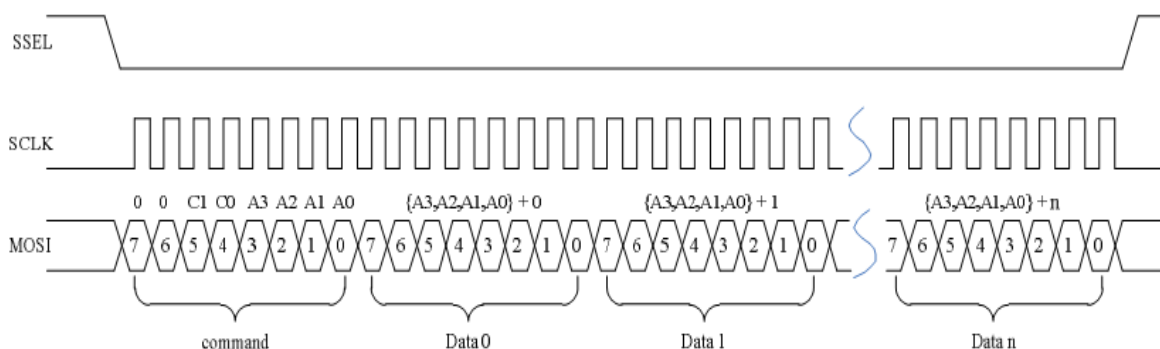 SSEL
SCLK
0 0 C1 C0 A3 A2 A1 A0 {A3,A2,A1,A0} + 0 {A3,A2,A1,A0} + 1 {A3,A2,A1,A0} + n
MOSI 7 6 5 4 3 2 1 0 7 6 5 4 3 2 1 0 7 6 5 4 3 2 1 0 7 6 5 4 3 2 1 0
command Data 0 Data 1 Data n